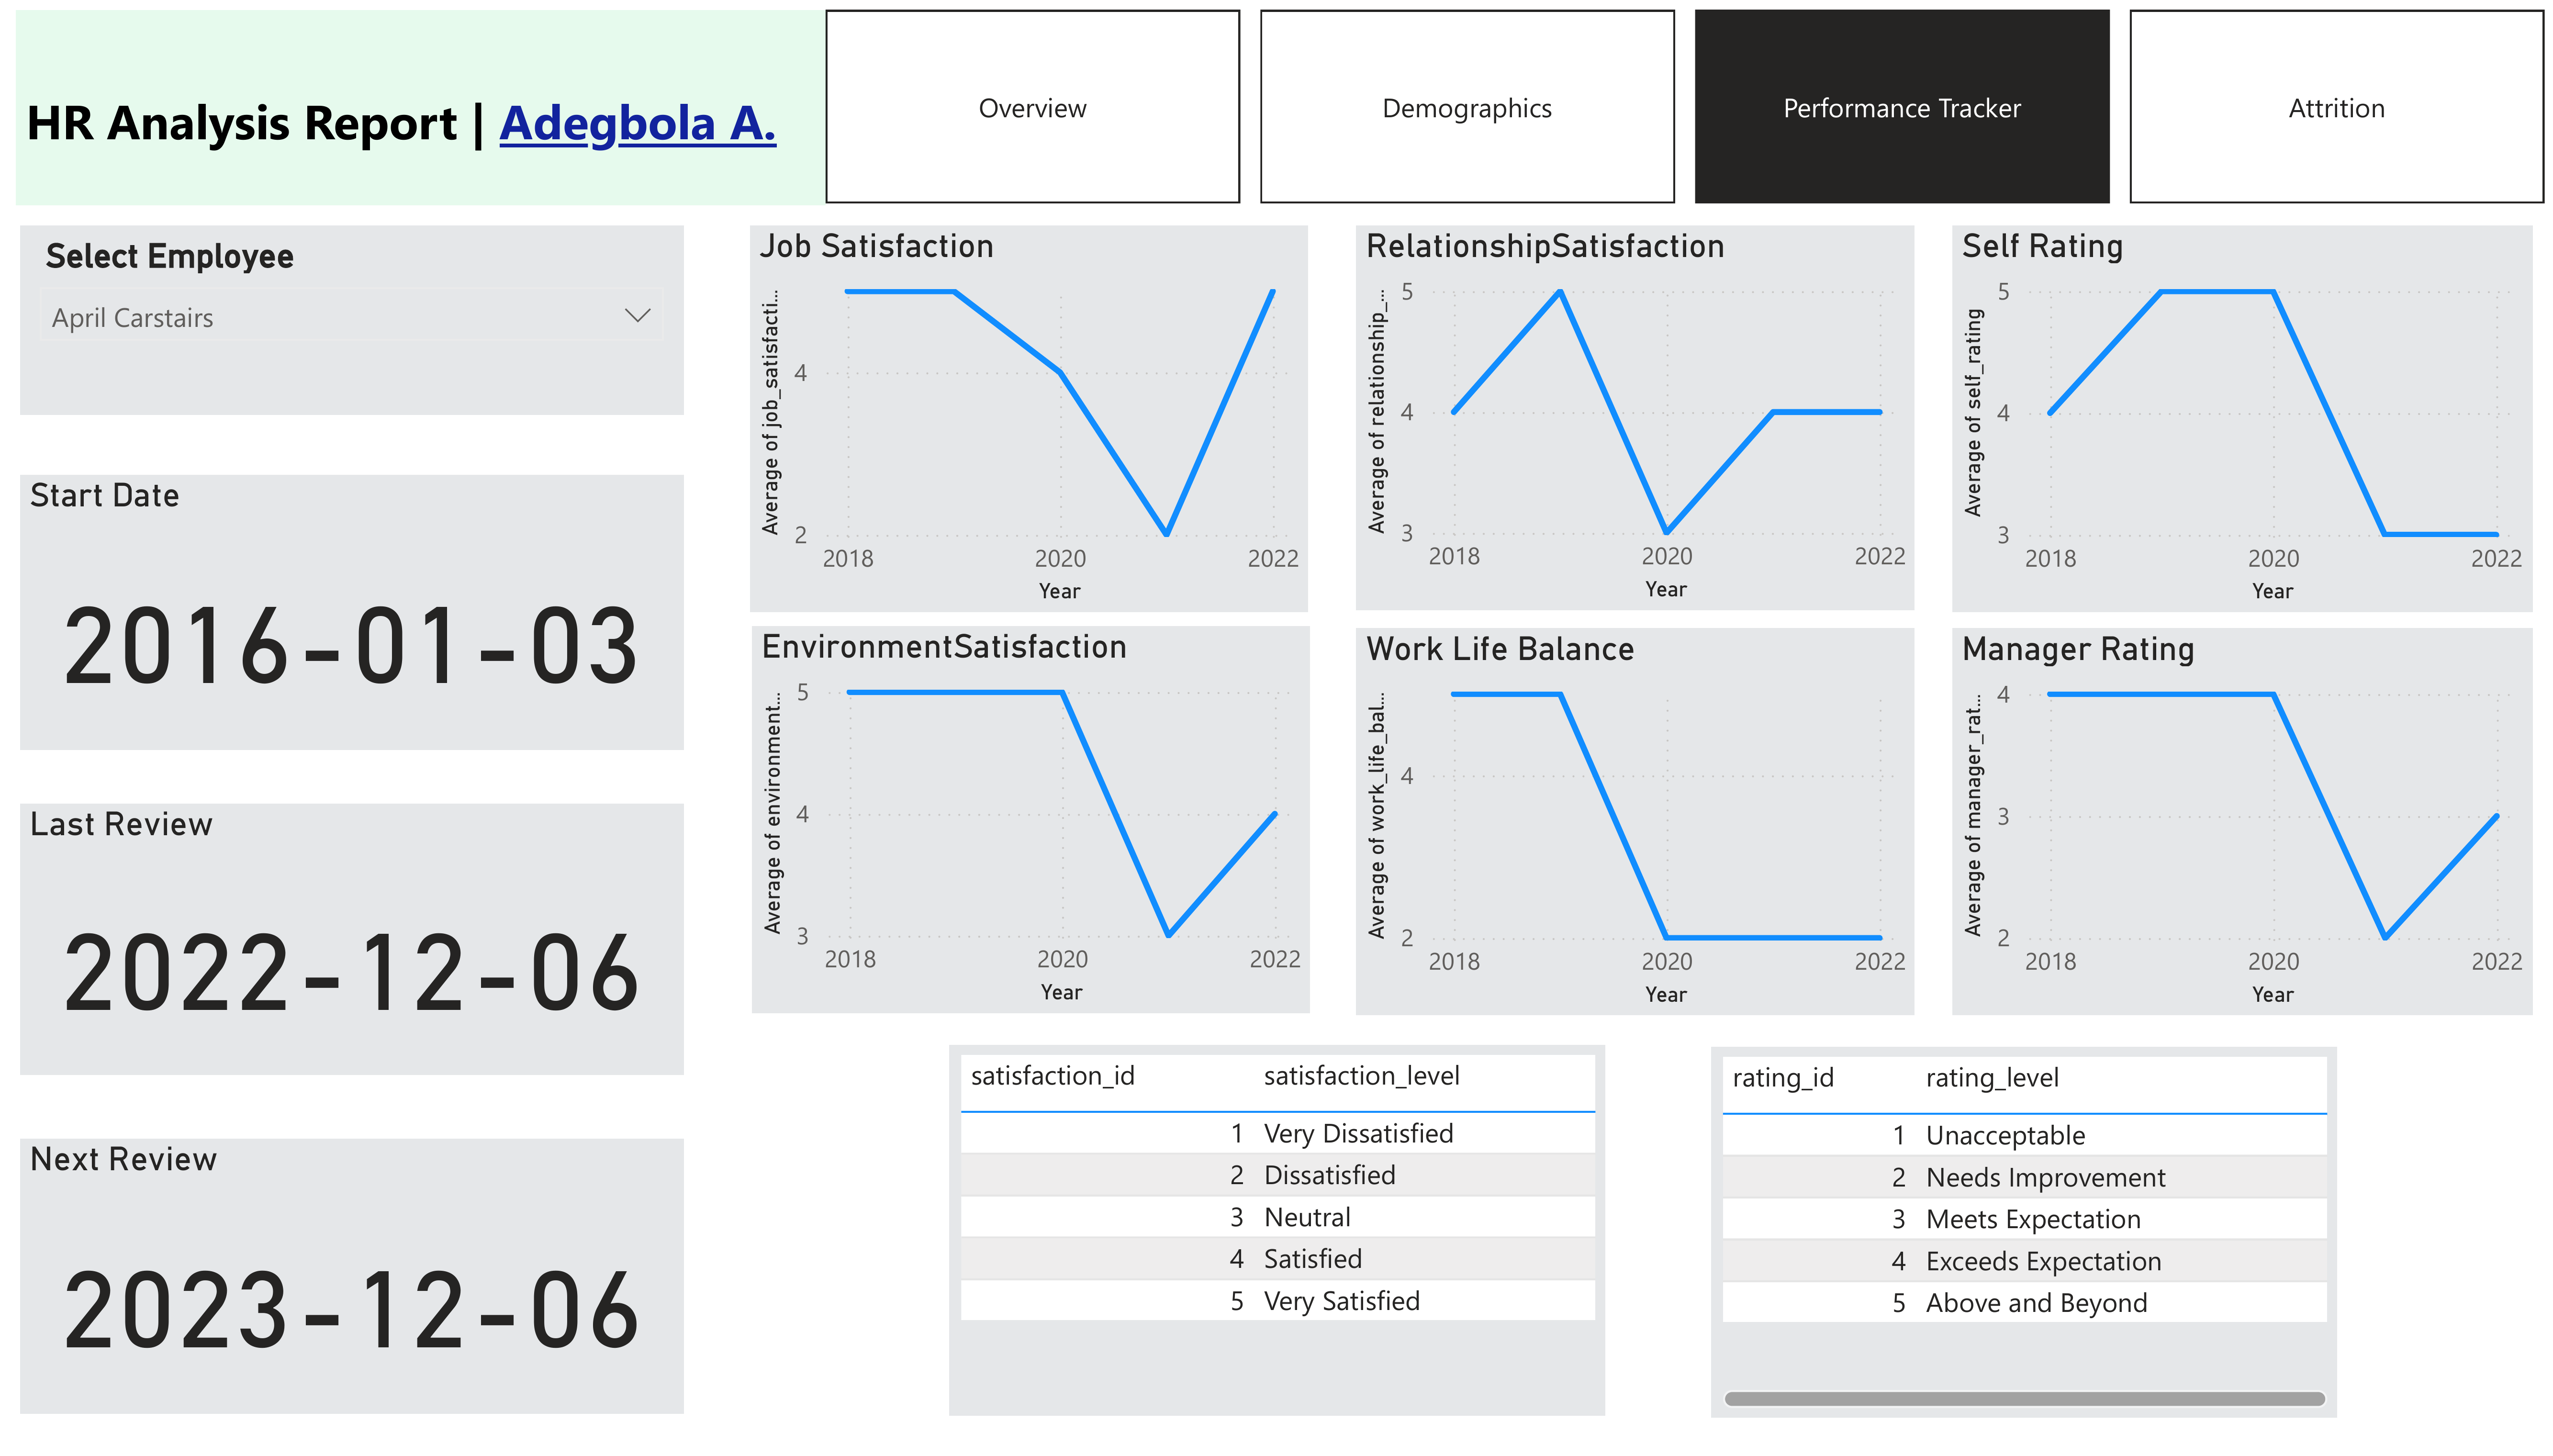 HR Analysis Report | Adegbola A.
Overview
Demographics
Performance Tracker
Attrition
Select Employee
April Carstairs
Start Date
2016-01-03
Last Review
2022-12-06
Next Review
2023-12-06
Job Satisfaction
Average of job_satisfacti...
4
2
2018 2020 2022
Year
RelationshipSatisfaction
Average of relationship_...
5
4
3
2018 2020 2022
Year
Self Rating
Average of self_rating
5
4
3
2018 2020 2022
Year
EnvironmentSatisfaction
Average of environment...
5
4
3
2018 2020 2022
Year
Work Life Balance
Average of work_life_bal...
4
2
2018 2020 2022
Year
Manager Rating
Average of manager_rat...
4
3
2
2018 2020 2022
Year
satisfaction_id satisfaction_level
1 Very Dissatisfied
2 Dissatisfied
3 Neutral
4 Satisfied
5 Very Satisfied
rating_id rating_level
1 Unacceptable
2 Needs Improvement
3 Meets Expectation
4 Exceeds Expectation
5 Above and Beyond